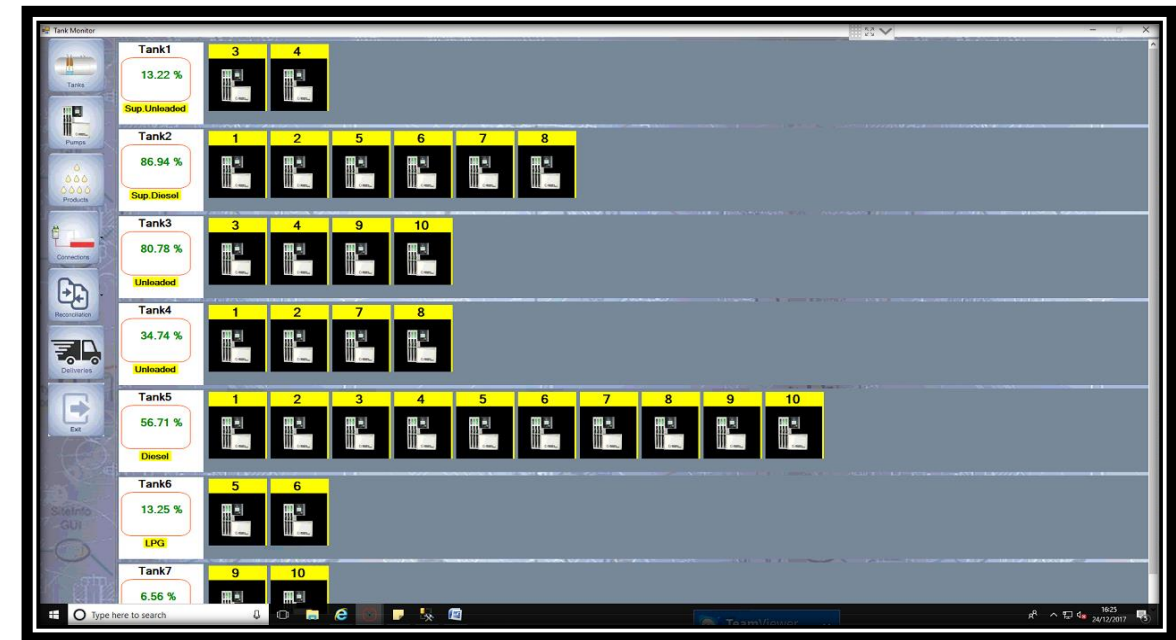 Tank Monitor
Tanks
Pumps
Products
Connections
Reconciliation
Deliveries
Exit
SiteInfo
GUI
Tank1
13.22 %
Sup.Unleaded
3 4
Tank2
86.94 %
Sup.Diesel
1 2 5 6 7 8
Tank3
80.78 %
Unleaded
3 4 9 10
Tank4
34.74 %
Unleaded
1 2 7 8
Tank5
56.71 %
Diesel
1 2 3 4 5 6 7 8 9 10
Tank6
13.25 %
LPG
5 6
Tank7
6.56 %
9 10
Type here to search
TeamViewer
16:25
24/12/2017